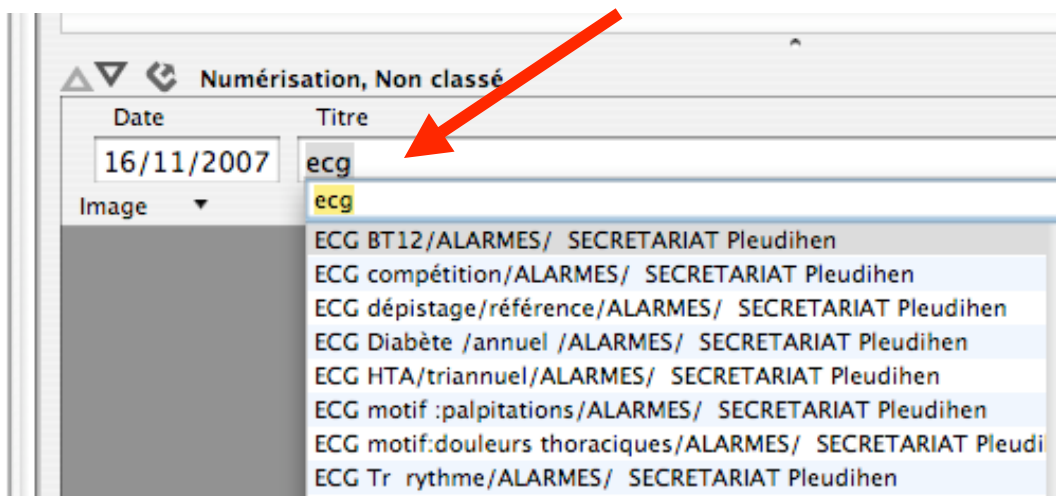 Numérisation, Non classé
Date Titre
16/11/2007 ecg
Image ecg
ECG BT12/ALARMES/ SECRETARIAT Pleudihen
ECG compétition/ALARMES/ SECRETARIAT Pleudihen
ECG dépistage/référence/ALARMES/ SECRETARIAT Pleudihen
ECG Diabète /annuel /ALARMES/ SECRETARIAT Pleudihen
ECG HTA/triannuel/ALARMES/ SECRETARIAT Pleudihen
ECG motif :palpitations/ALARMES/ SECRETARIAT Pleudihen
ECG motif:douleurs thoraciques/ALARMES/ SECRETARIAT Pleudi
ECG Tr rythme/ALARMES/ SECRETARIAT Pleudihen